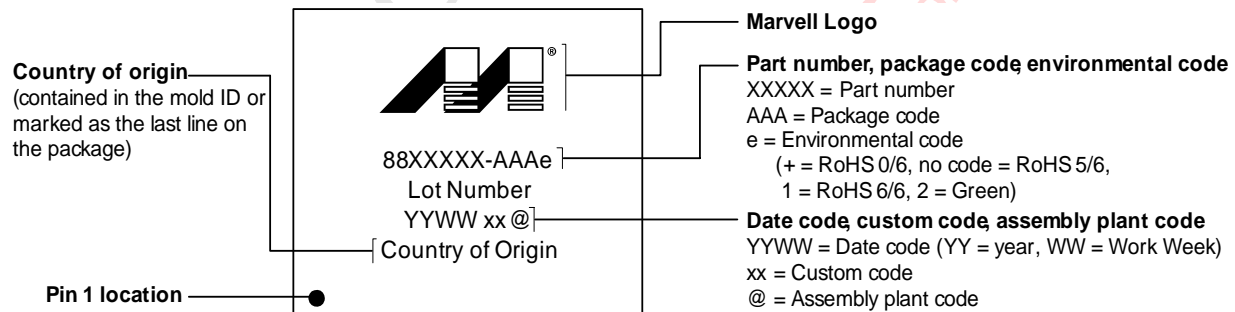 Marvell Logo
Country of origin
(contained in the mold ID or
marked as the last line on
the package)
®
Part number, package code, environmental code
XXXXX = Part number
AAA = Package code
e = Environmental code
(+ = RoHS 0/6, no code = RoHS 5/6,
1 = RoHS 6/6, 2 = Green)
88XXXXX-AAAe
Lot Number
YYWW xx @
Country of Origin
Date code, custom code, assembly plant code
YYWW = Date code (YY = year, WW = Work Week)
xx = Custom code
@ = Assembly plant code
Pin 1 location